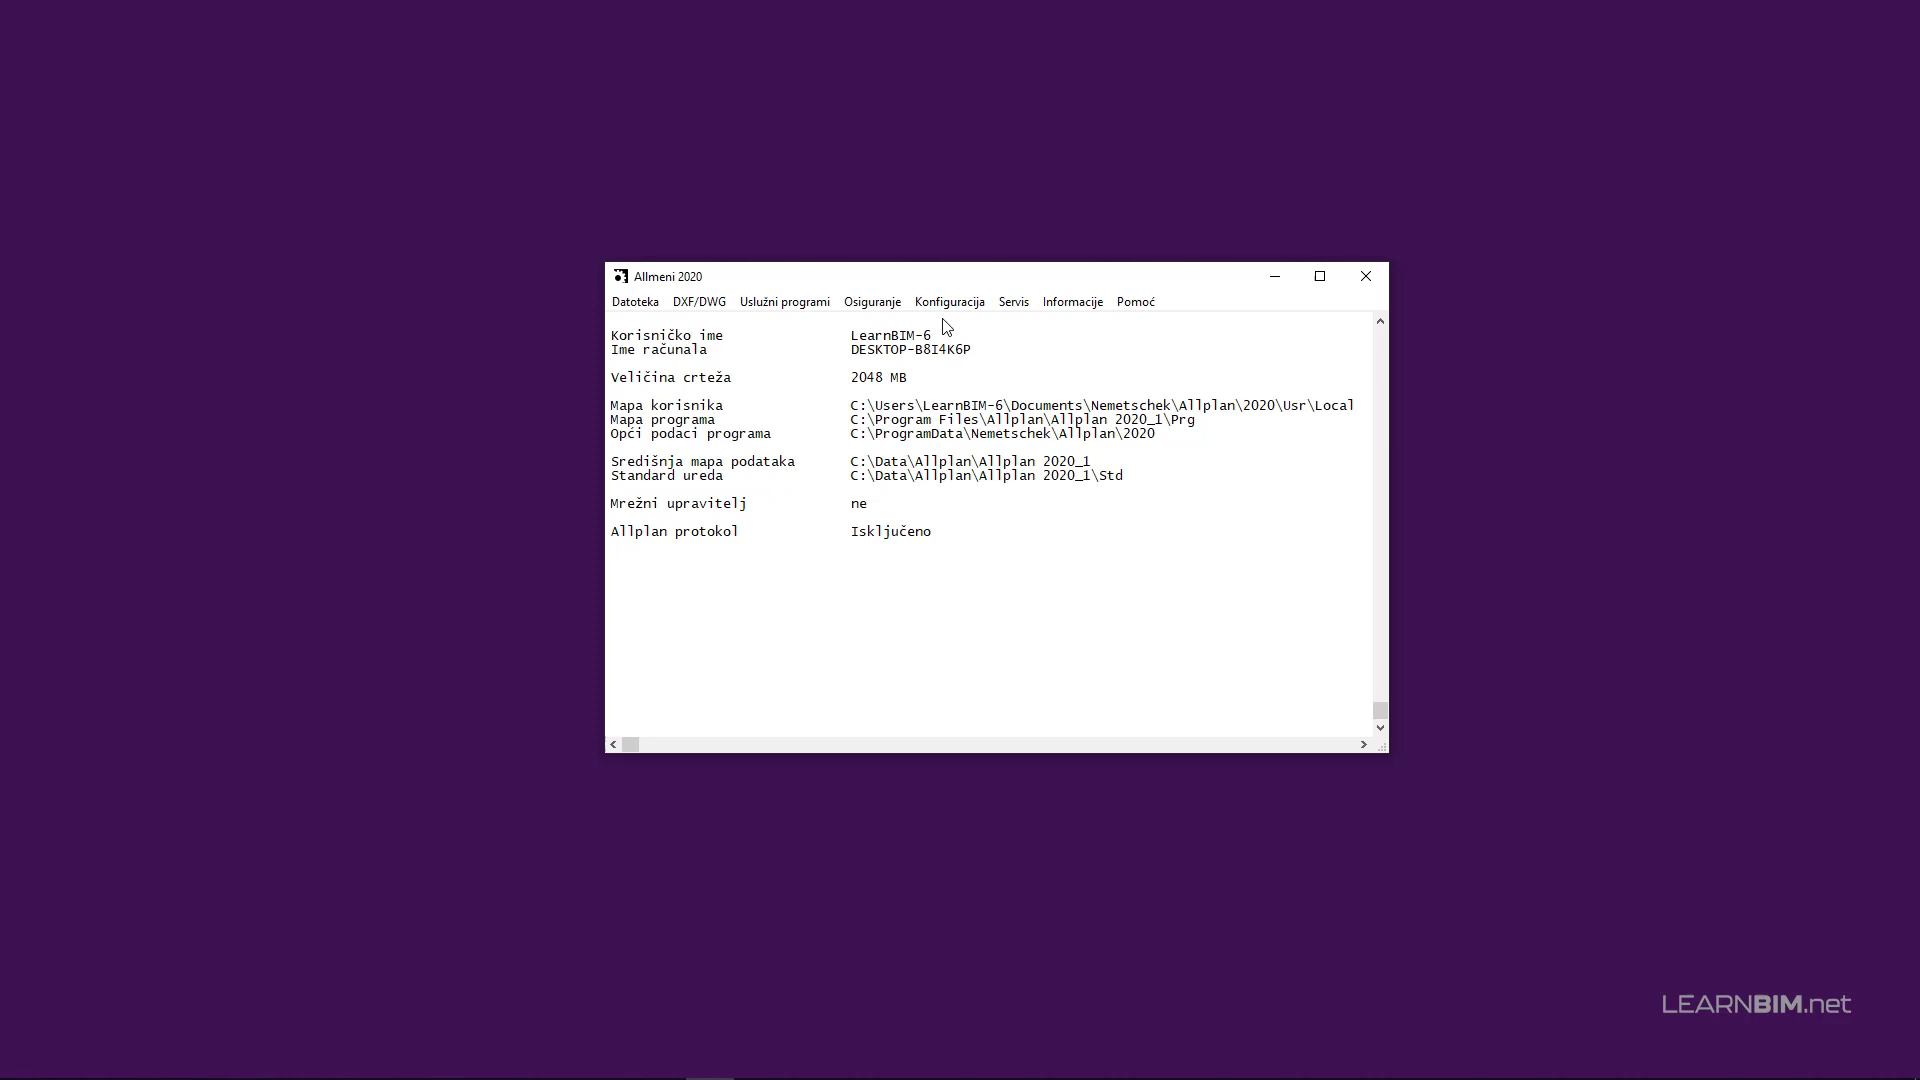 Allmeni 2020
Datoteka DXF/DWG Uslužni programi Osiguranje Konfiguracija Servis Informacije Pomoć
Korisničko ime LearnBIM-6
Ime računala DESKTOP-B8I4K6P
Veličina crteža 2048 MB
Mapa korisnika C:\Users\LearnBIM-6\Documents\Nemetschek\Allplan\2020\Usr\Local
Mapa programa C:\Program Files\Allplan\Allplan 2020_1\Prg
Opći podaci programa C:\ProgramData\Nemetschek\Allplan\2020
Središnja mapa podataka C:\Data\Allplan\Allplan 2020_1
Standard ureda C:\Data\Allplan\Allplan 2020_1\Std
Mrežni upravitelj ne
Allplan protokol Isključeno
LEARNBIM.net